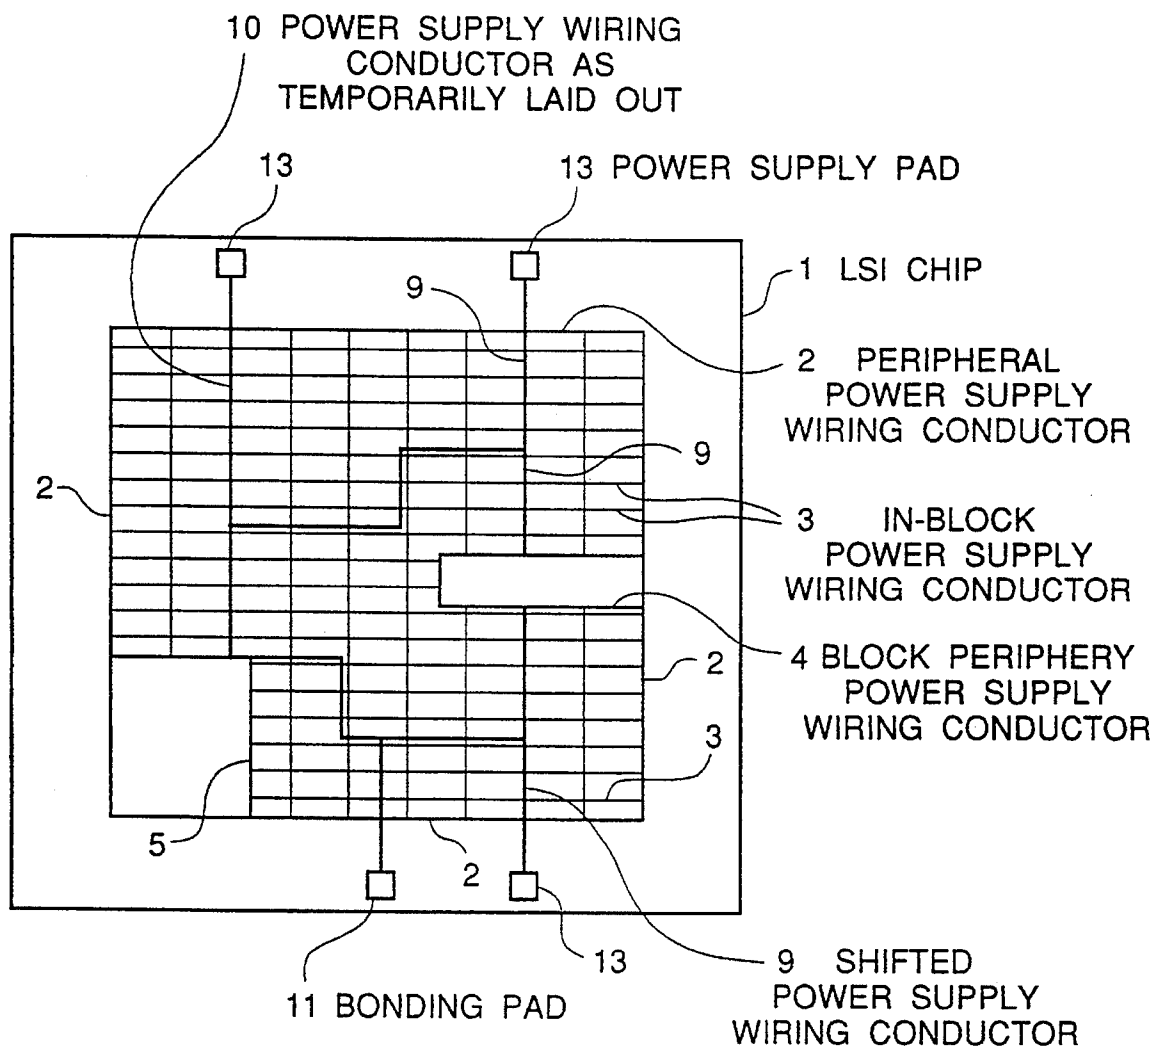 10 POWER SUPPLY WIRING
CONDUCTOR AS
TEMPORARILY LAID OUT
13
13 POWER SUPPLY PAD
1 LSI CHIP
9
2 PERIPHERAL
POWER SUPPLY
WIRING CONDUCTOR
9
2
3 IN-BLOCK
POWER SUPPLY
WIRING CONDUCTOR
2
4 BLOCK PERIPHERY
POWER SUPPLY
WIRING CONDUCTOR
3
5
2
13
11 BONDING PAD
9 SHIFTED
POWER SUPPLY
WIRING CONDUCTOR